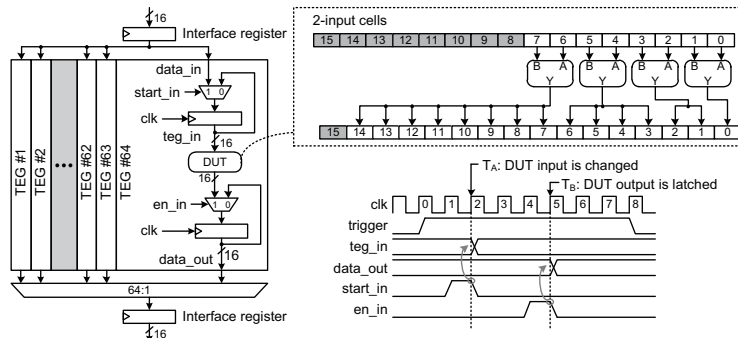 16
Interface register
TEG #1
TEG #2
TEG #62
TEG #63
TEG #64
data_in
start_in
1 0
clk
teg_in
16
DUT
16
en_in
1 0
clk
data_out
16
64:1
Interface register
16
2-input cells
15 14 13 12 11 10 9 8 7 6 5 4 3 2 1 0
B A B A B A B A
Y Y Y Y
15 14 13 12 11 10 9 8 7 6 5 4 3 2 1 0
TA: DUT input is changed
TB: DUT output is latched
clk
0 1 2 3 4 5 6 7 8
trigger
teg_in
data_out
start_in
en_in